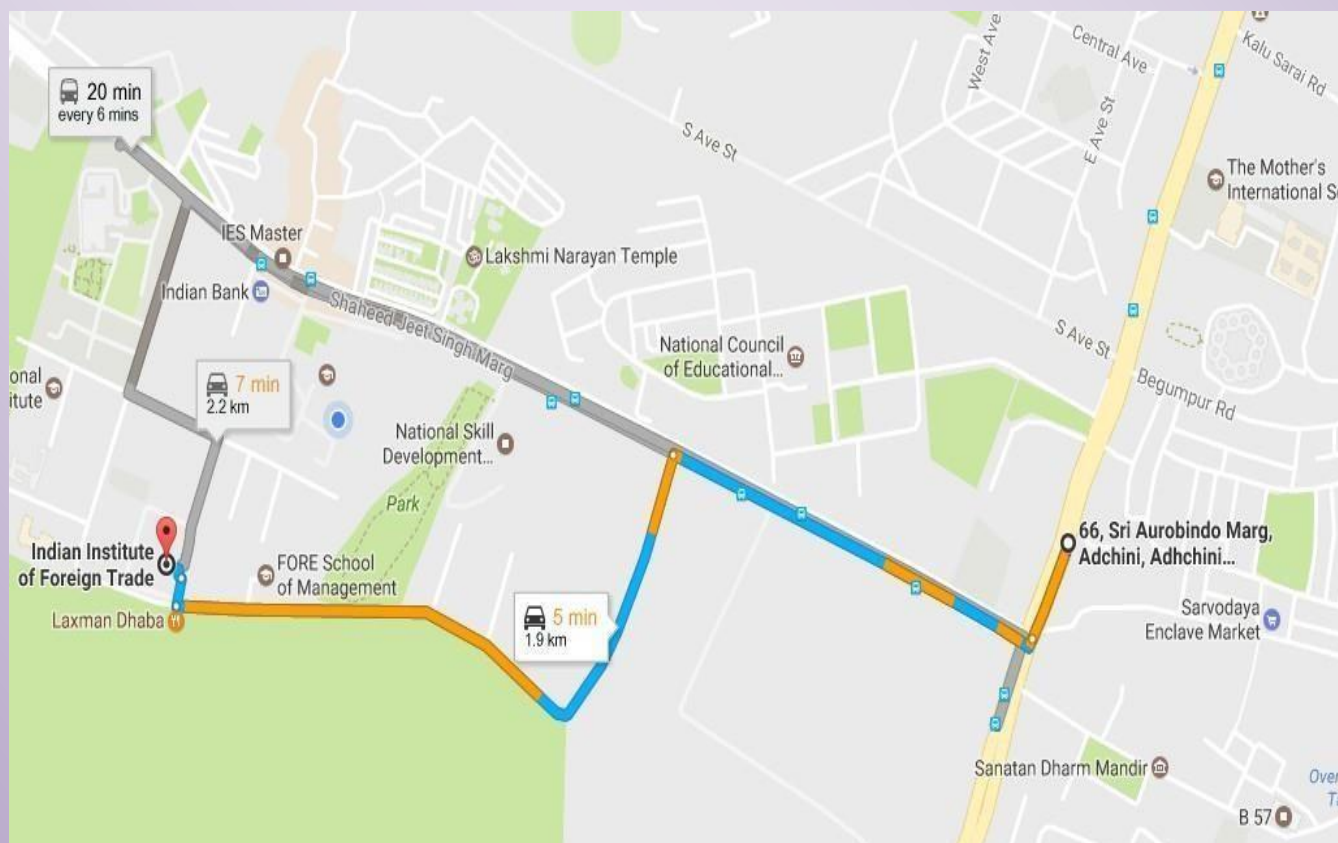 20 min
every 6 mins
West Ave
Central Ave
Kalu Sarai Rd
S Ave St
E Ave St
The Mother's
International S
IES Master
Lakshmi Narayan Temple
Indian Bank
Shaheed Jeet Singh Marg
S Ave St
National Council
of Educational...
Begumpur Rd
onal
itute
7 min
2.2 km
National Skill
Development...
Park
66, Sri Aurobindo Marg,
Adchini, Adhchini...
Indian Institute
of Foreign Trade
FORE School
of Management
Laxman Dhaba
5 min
1.9 km
Sarvodaya
Enclave Market
Sanatan Dharm Mandir
Over
B 57